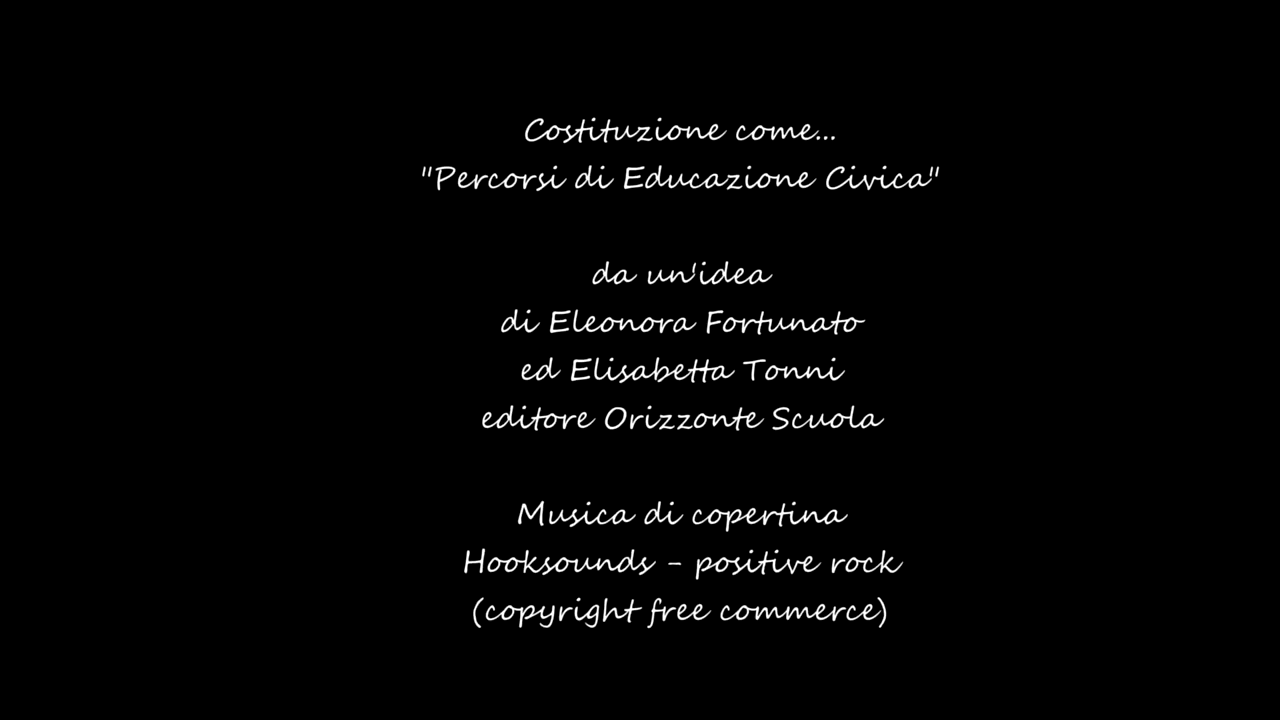 Costituzione come...
"Percorsi di Educazione Civica"
da un'idea
di Eleonora Fortunato
ed Elisabetta Tonni
editore Orizzonte Scuola
Musica di copertina
Hooksounds - positive rock
(copyright free commerce)